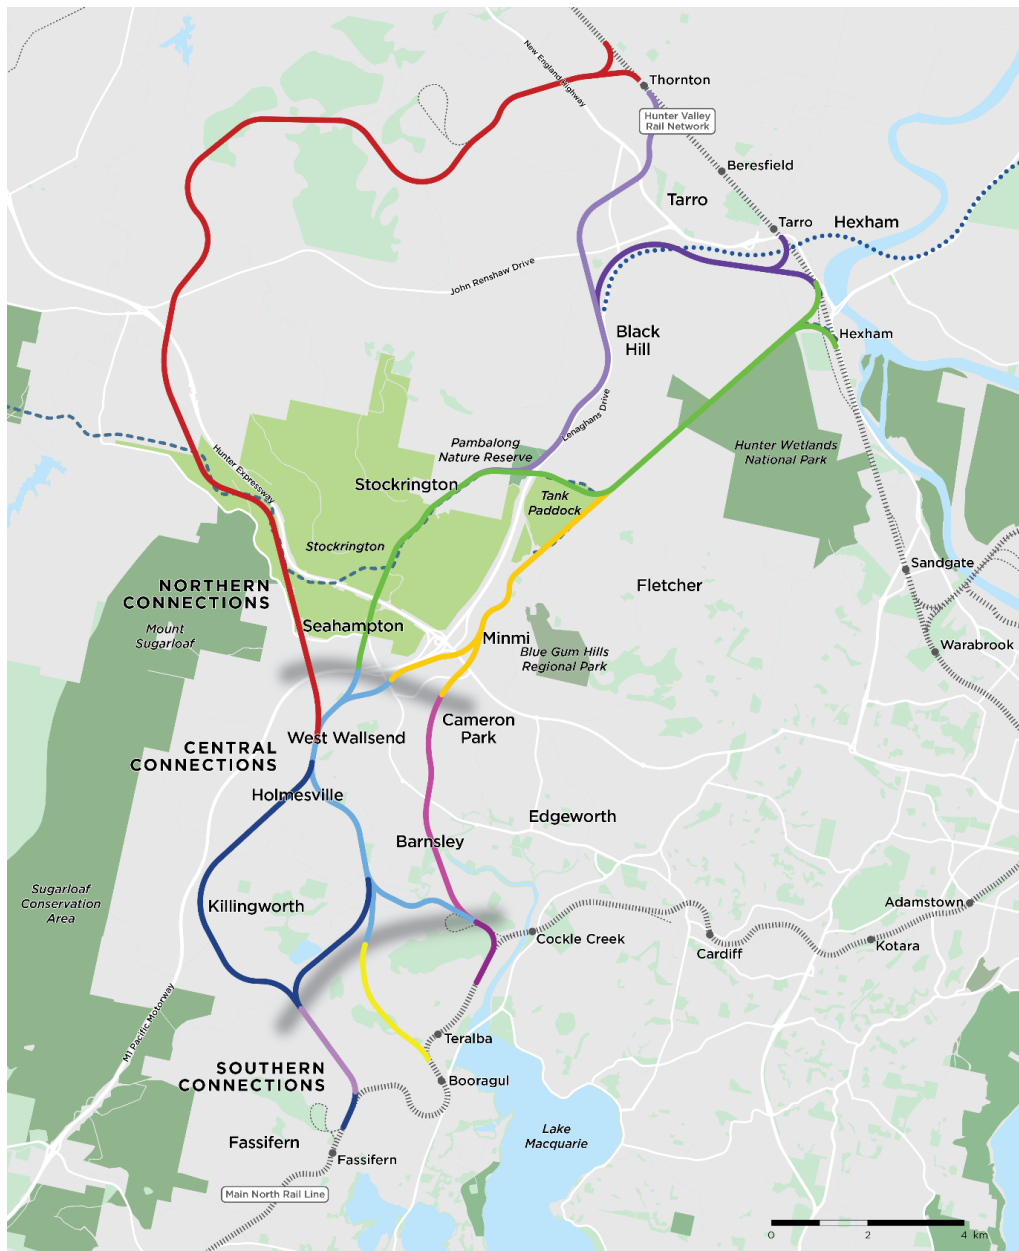 New England Highway
Thornton
Hunter Valley
Rail Network
Beresfield
Tarro
Tarro
Hexham
John Renshaw Drive
Black
Hill
Hexham
Lenaghans Drive
Hunter Expressway
Pambalong
Nature Reserve
Hunter Wetlands
National Park
Stockrington
Tank
Paddock
Stockrington
Sandgate
NORTHERN
CONNECTIONS
Fletcher
Mount
Sugarloaf
Seahampton
Minmi
Blue Gum Hills
Regional Park
Warabrook
Cameron
Park
West Wallsend
CENTRAL
CONNECTIONS
Holmesville
Edgeworth
Barnsley
Sugarloaf
Conservation
Area
Killingworth
Adamstown
Cockle Creek
Kotara
Cardiff
M1 Pacific Motorway
Teralba
SOUTHERN
CONNECTIONS
Booragul
Lake
Macquarie
Fassifern
Fassifern
Main North Rail Line
0 2 4 km